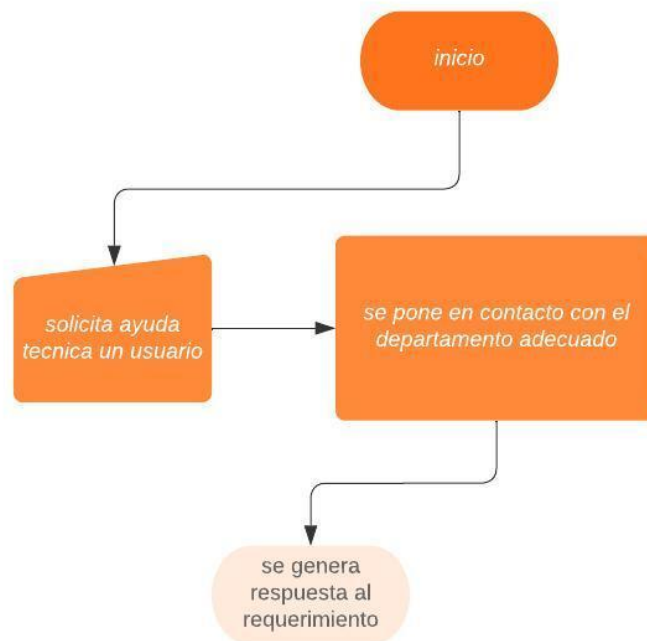 inicio
solicita ayuda
tecnica un usuario
se pone en contacto con el
departamento adecuado
se genera
respuesta al
requerimiento